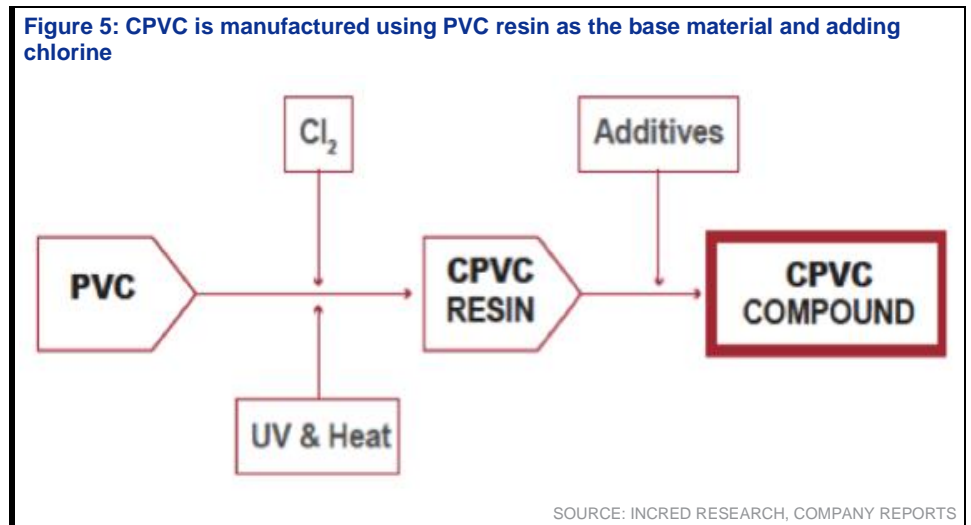 Figure 5: CPVC is manufactured using PVC resin as the base material and adding
chlorine
Cl₂
Additives
PVC
CPVC
RESIN
CPVC
COMPOUND
UV & Heat
SOURCE: INCRED RESEARCH, COMPANY REPORTS